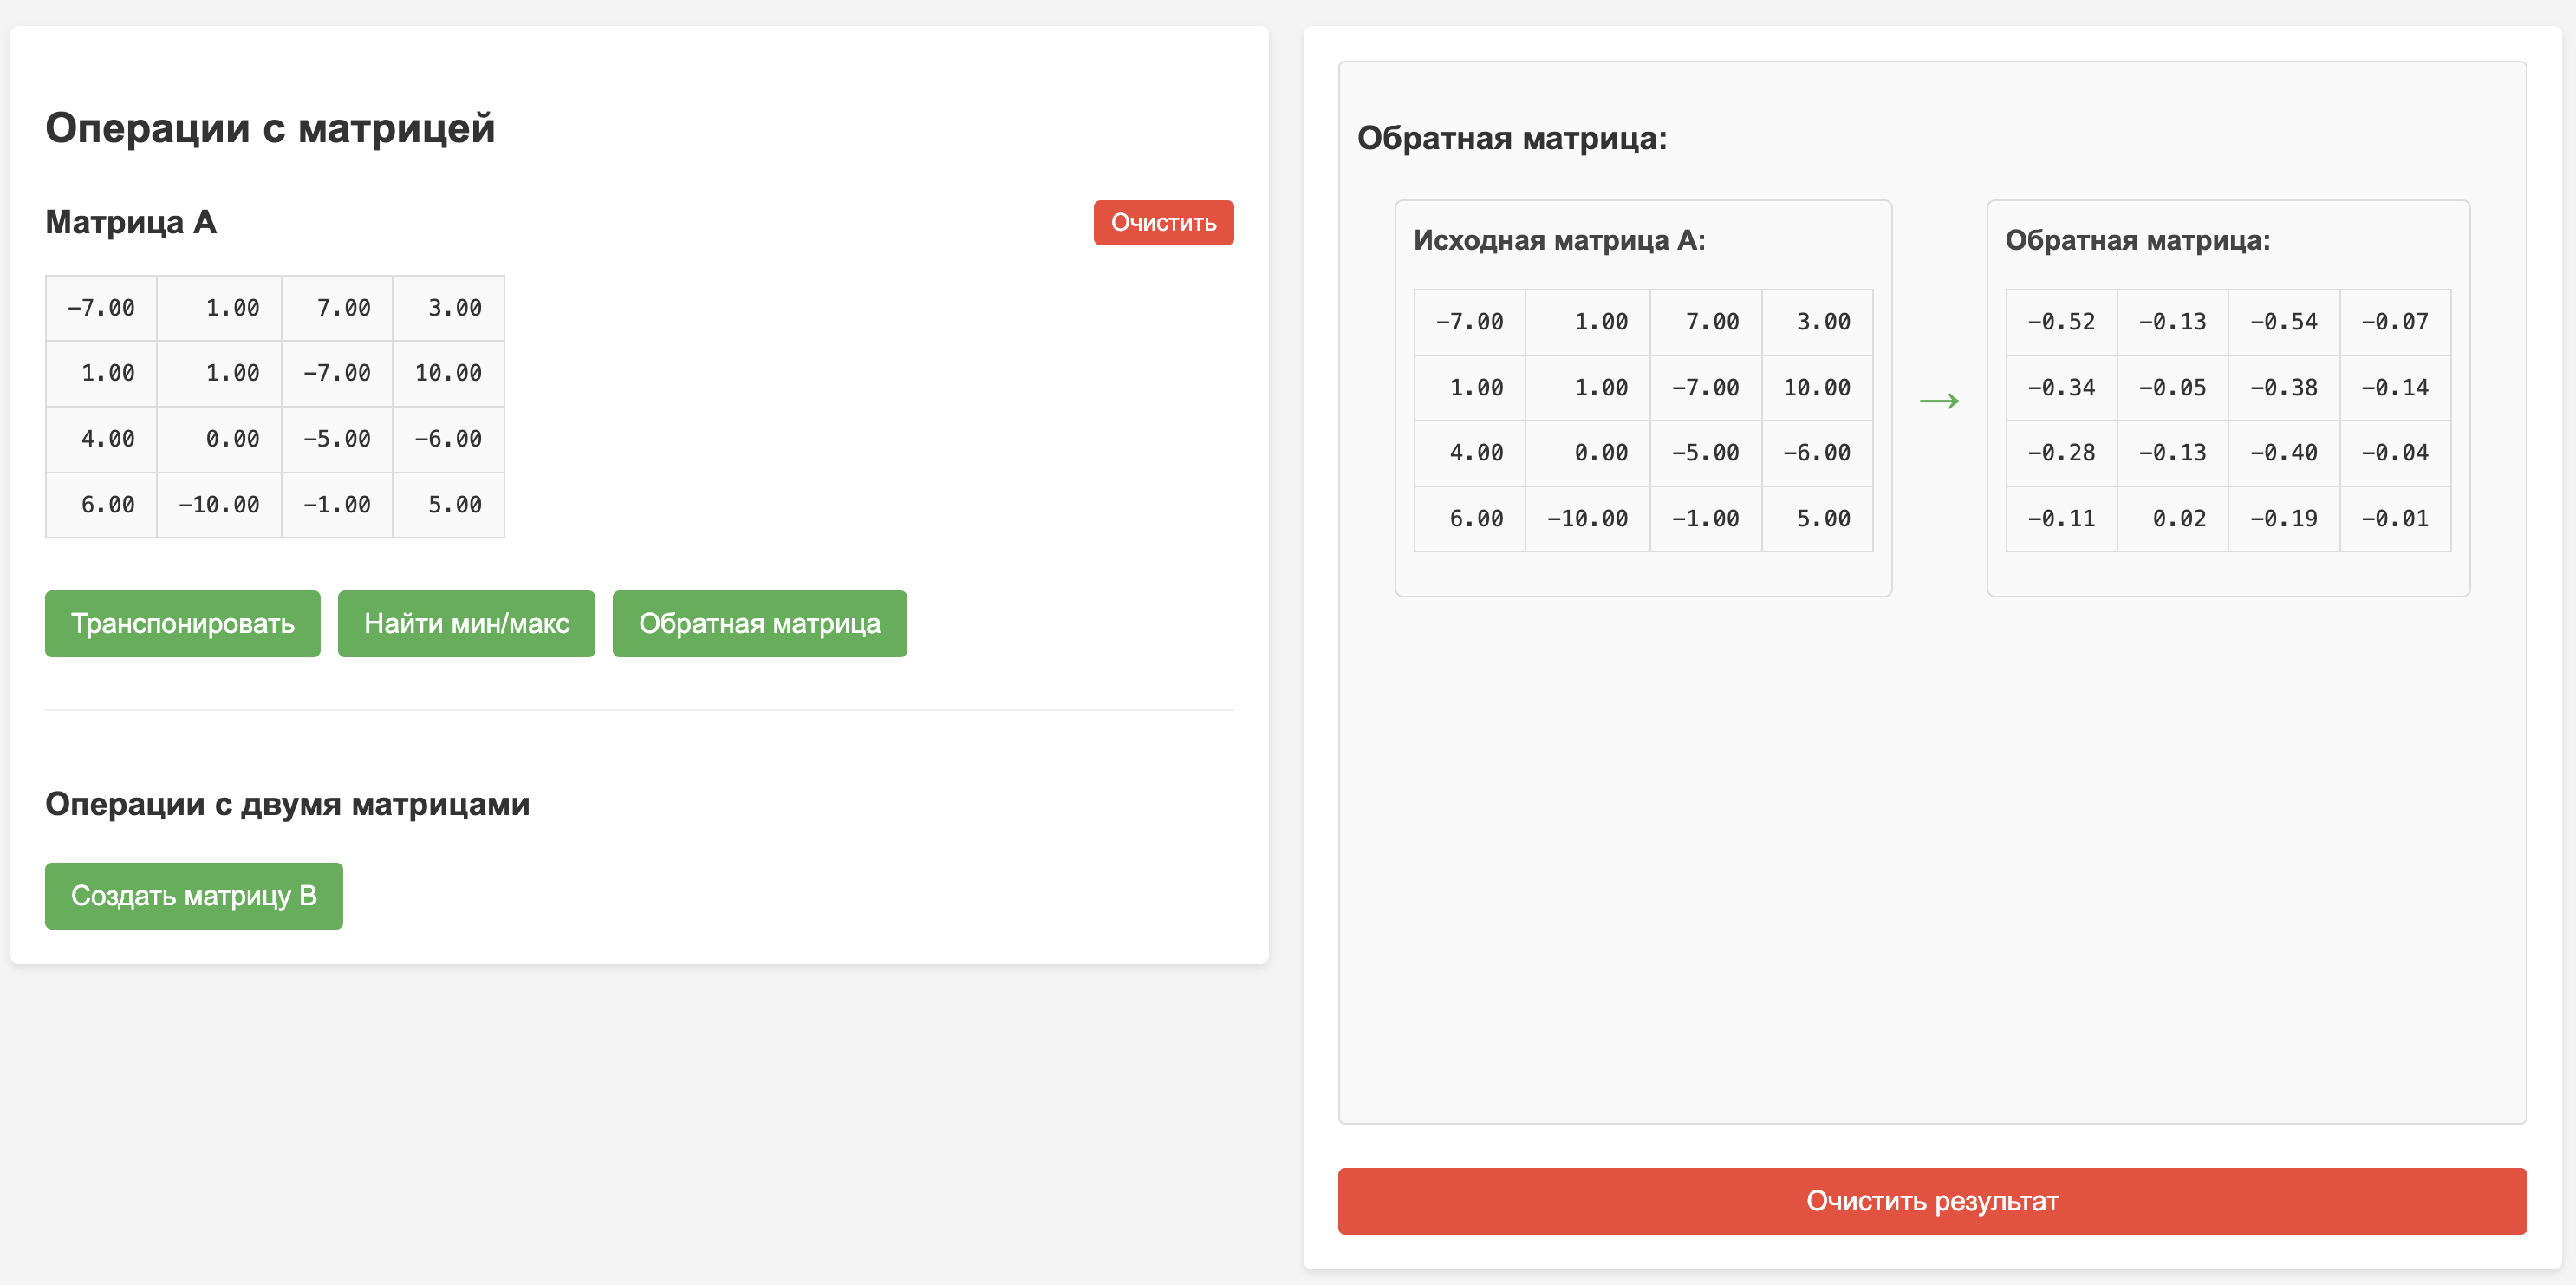 Операции с матрицей
Матрица A
Очистить
−7.00 1.00 7.00 3.00
1.00 1.00 −7.00 10.00
4.00 0.00 −5.00 −6.00
6.00 −10.00 −1.00 5.00
Транспонировать Найти мин/макс Обратная матрица
Операции с двумя матрицами
Создать матрицу B
Обратная матрица:
Исходная матрица A:
−7.00 1.00 7.00 3.00
1.00 1.00 −7.00 10.00
4.00 0.00 −5.00 −6.00
6.00 −10.00 −1.00 5.00
→
Обратная матрица:
−0.52 −0.13 −0.54 −0.07
−0.34 −0.05 −0.38 −0.14
−0.28 −0.13 −0.40 −0.04
−0.11 0.02 −0.19 −0.01
Очистить результат